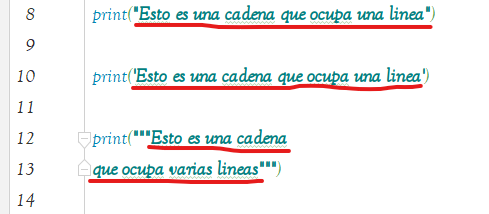 8 print("Esto es una cadena que ocupa una linea")
9
10 print('Esto es una cadena que ocupa una linea')
11
12 print("""Esto es una cadena
13 que ocupa varias lineas""")
14